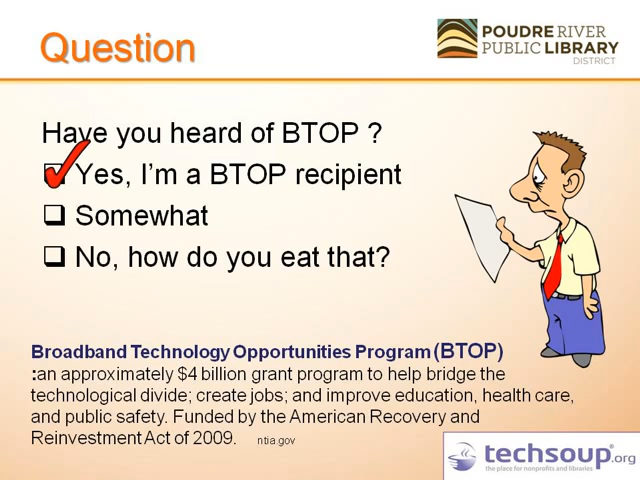 Question
POUDRE RIVER
PUBLIC LIBRARY
DISTRICT
Have you heard of BTOP ?
Yes, I'm a BTOP recipient
Somewhat
No, how do you eat that?
Broadband Technology Opportunities Program (BTOP)
:an approximately $4 billion grant program to help bridge the
technological divide; create jobs; and improve education, health care,
and public safety. Funded by the American Recovery and
Reinvestment Act of 2009. ntia.gov
techsoup.org
the place for nonprofits and libraries